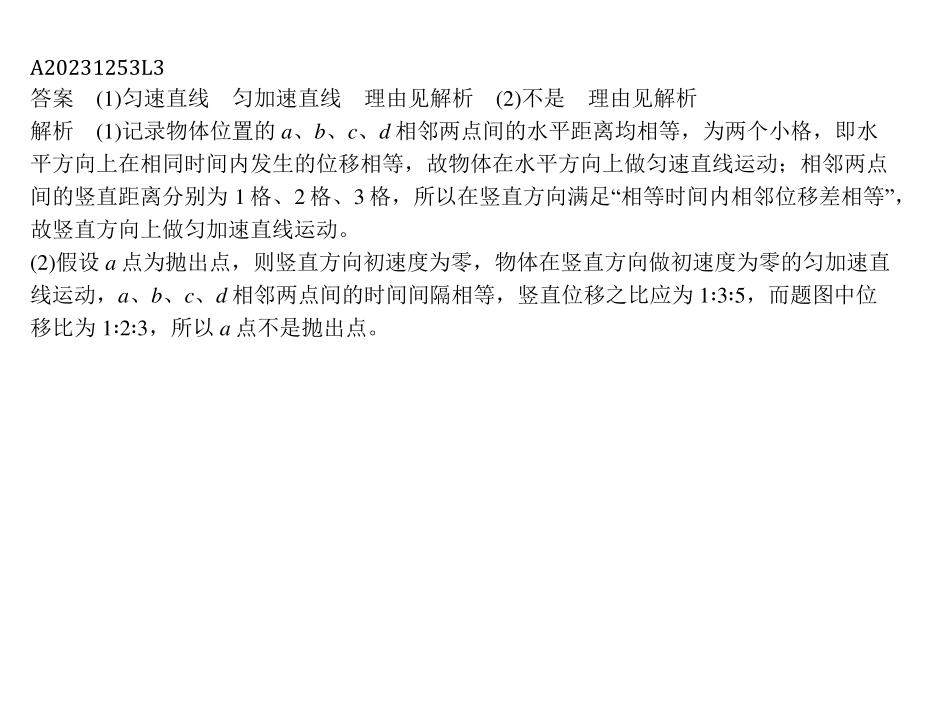 A20231253L3
答案 (1)匀速直线 匀加速直线 理由见解析 (2)不是 理由见解析
解析 (1)记录物体位置的 a、b、c、d 相邻两点间的水平距离均相等，为两个小格，即水
平方向上在相同时间内发生的位移相等，故物体在水平方向上做匀速直线运动；相邻两点
间的竖直距离分别为 1 格、2 格、3 格，所以在竖直方向满足“相等时间内相邻位移差相等”，
故竖直方向上做匀加速直线运动。
(2)假设 a 点为抛出点，则竖直方向初速度为零，物体在竖直方向做初速度为零的匀加速直
线运动，a、b、c、d 相邻两点间的时间间隔相等，竖直位移之比应为 1∶3∶5，而题图中位
移比为 1∶2∶3，所以 a 点不是抛出点。